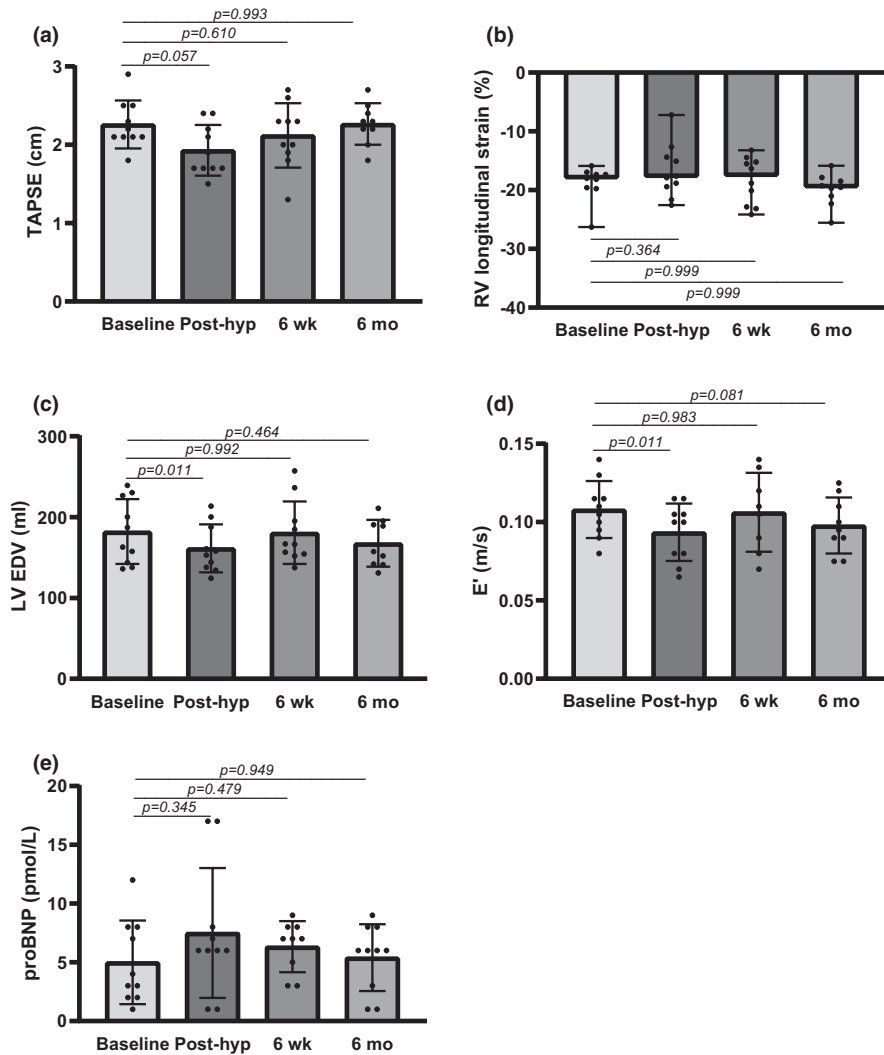 (a)
p=0.993
p=0.610
p=0.057
TAPSE (cm)
3
2
1
0
Baseline Post-hyp 6 wk 6 mo
(b)
RV longitudinal strain (%)
0
-10
-20
-30
-40
p=0.364
p=0.999
p=0.999
Baseline Post-hyp 6 wk 6 mo
(c)
p=0.464
p=0.992
p=0.011
LV EDV (ml)
300
200
100
0
Baseline Post-hyp 6 wk 6 mo
(d)
p=0.081
p=0.983
p=0.011
E' (m/s)
0.15
0.10
0.05
0.00
Baseline Post-hyp 6 wk 6 mo
(e)
p=0.949
p=0.479
p=0.345
proBNP (pmol/L)
20
15
10
5
0
Baseline Post-hyp 6 wk 6 mo